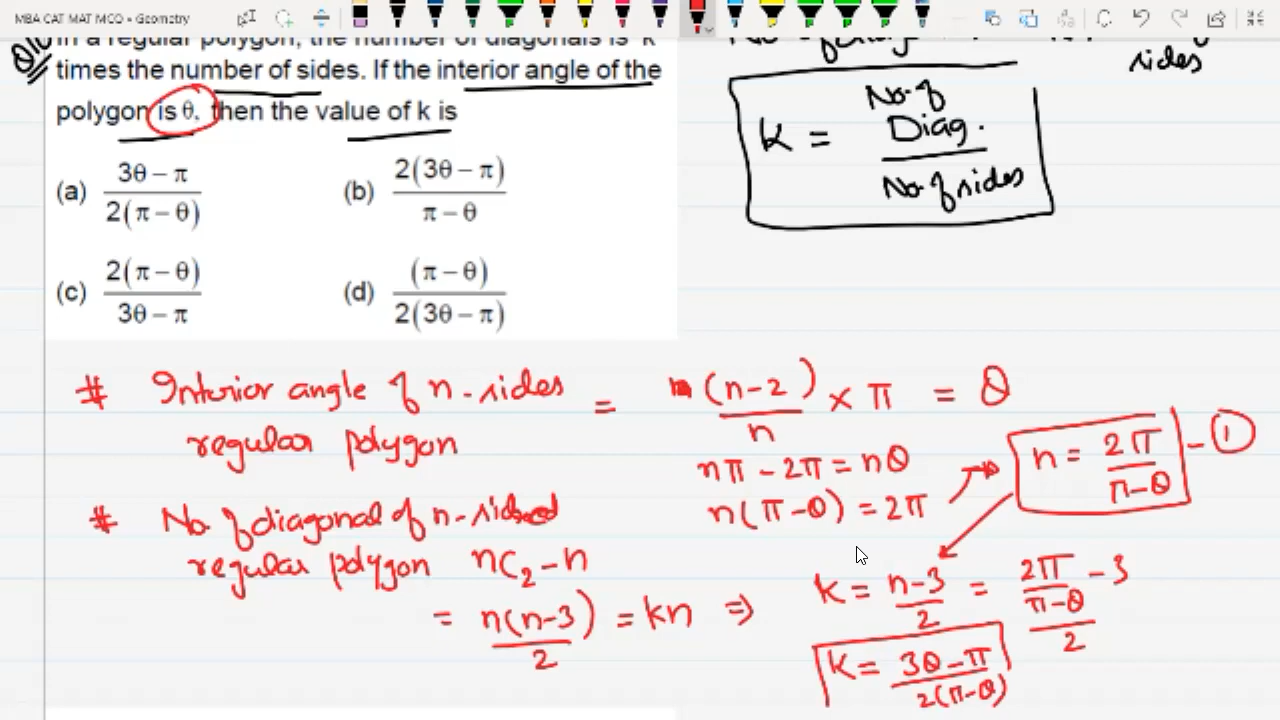 MBA CAT MAT MCQ – Geometry
In a regular polygon, the number of diagonals is k
times the number of sides. If the interior angle of the
polygon is θ, then the value of k is
(a) (3θ − π) / 2(π − θ)
(b) 2(3θ − π) / (π − θ)
(c) 2(π − θ) / (3θ − π)
(d) (π − θ) / 2(3θ − π)
sides
k = No. of Diag. / No. of sides
# Interior angle of n-sides = (n−2)/n × π = θ
regular polygon
nπ − 2π = nθ
n(π−θ) = 2π
n = 2π/(π−θ) – ①
# No of diagonal of n-sided
regular polygon nC₂ − n
= n(n−3)/2 = kn ⇒
k = (n−3)/2 = (2π/(π−θ) − 3)/2
k = (3θ − π)/2(π−θ)